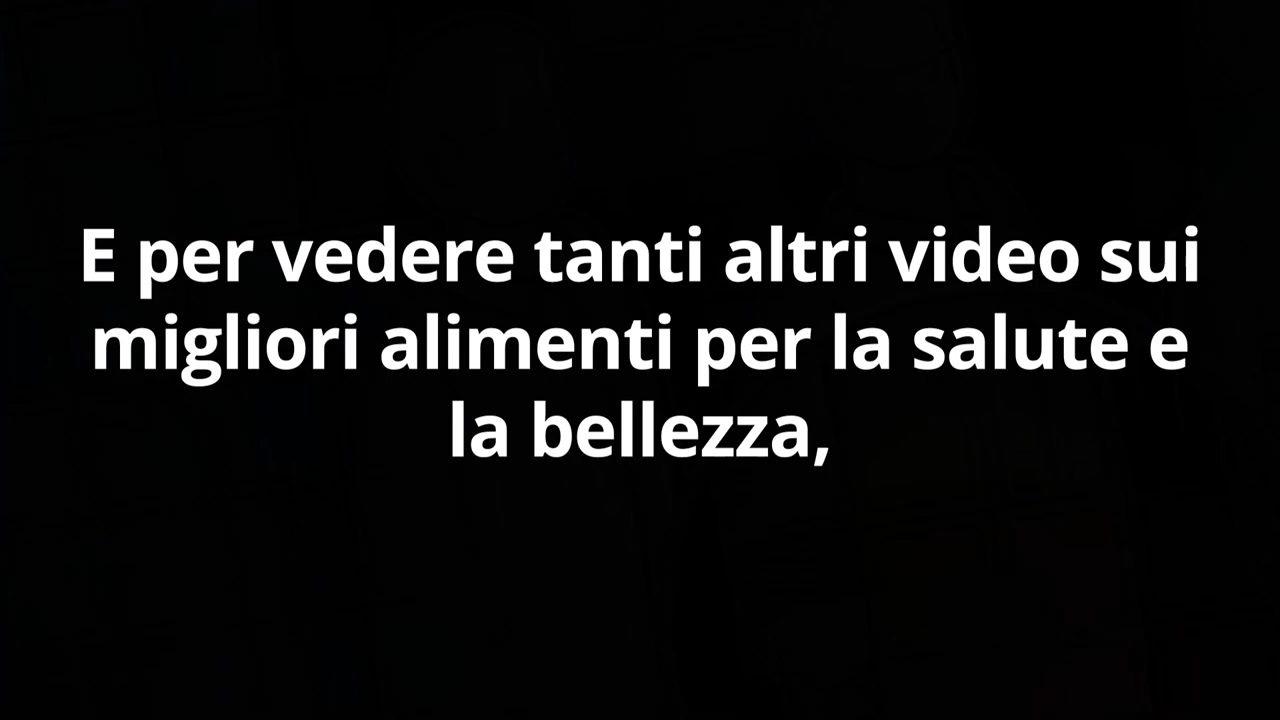 E per vedere tanti altri video sui
migliori alimenti per la salute e
la bellezza,